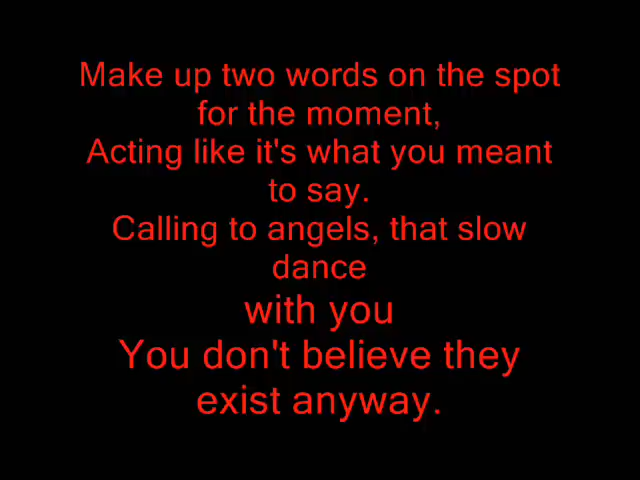 Make up two words on the spot
for the moment,
Acting like it's what you meant
to say.
Calling to angels, that slow
dance
with you
You don't believe they
exist anyway.